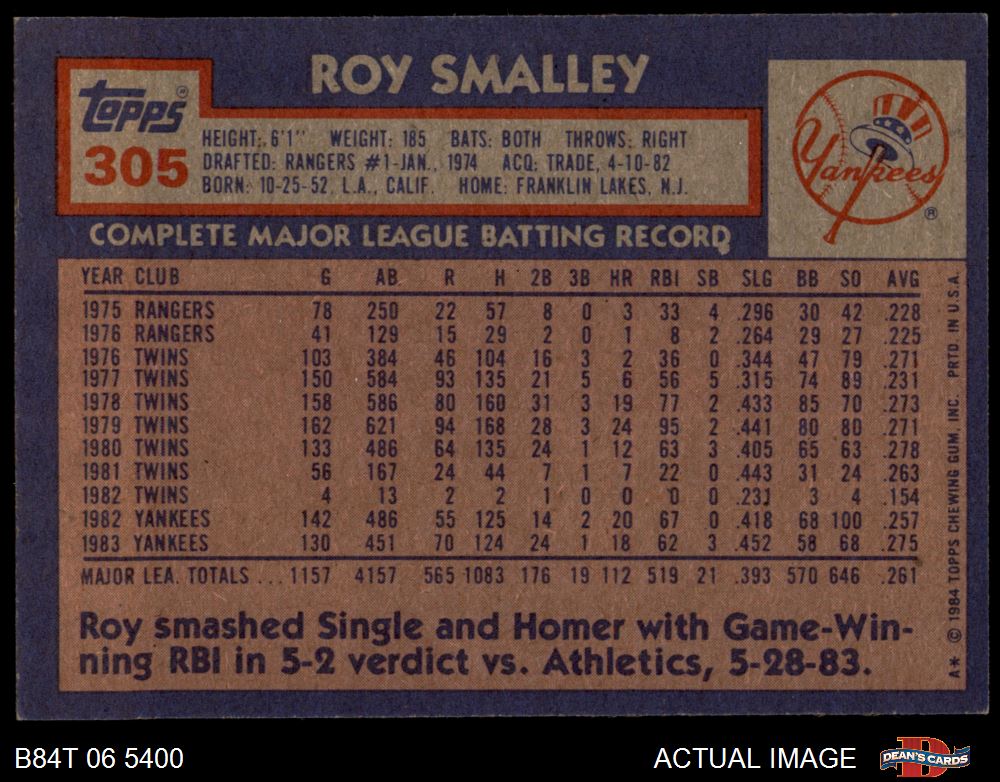 ROY SMALLEY
Topps®
305
HEIGHT: 6'1" WEIGHT: 185 BATS: BOTH THROWS: RIGHT
DRAFTED: RANGERS #1-JAN., 1974 ACQ: TRADE, 4-10-82
BORN: 10-25-52, L.A., CALIF. HOME: FRANKLIN LAKES, N.J.
Yankees
®
COMPLETE MAJOR LEAGUE BATTING RECORD
YEAR CLUB G AB R H 2B 3B HR RBI SB SLG BB SO AVG
1975 RANGERS 78 250 22 57 8 0 3 33 4 .296 30 42 .228
1976 RANGERS 41 129 15 29 2 0 1 8 2 .264 29 27 .225
1976 TWINS 103 384 46 104 16 3 2 36 0 .344 47 79 .271
1977 TWINS 150 584 93 135 21 5 6 56 5 .315 74 89 .231
1978 TWINS 158 586 80 160 31 3 19 77 2 .433 85 70 .273
1979 TWINS 162 621 94 168 28 3 24 95 2 .441 80 80 .271
1980 TWINS 133 486 64 135 24 1 12 63 3 .405 65 63 .278
1981 TWINS 56 167 24 44 7 1 7 22 0 .443 31 24 .263
1982 TWINS 4 13 2 2 1 0 0 0 0 .231 3 4 .154
1982 YANKEES 142 486 55 125 14 2 20 67 0 .418 68 100 .257
1983 YANKEES 130 451 70 124 24 1 18 62 3 .452 58 68 .275
MAJOR LEA. TOTALS ... 1157 4157 565 1083 176 19 112 519 21 .393 570 646 .261
Roy smashed Single and Homer with Game-Win-
ning RBI in 5-2 verdict vs. Athletics, 5-28-83.
A* © 1984 TOPPS CHEWING GUM, INC. PRTD. IN U.S.A.
B84T 06 5400
ACTUAL IMAGE
DEAN'S CARDS